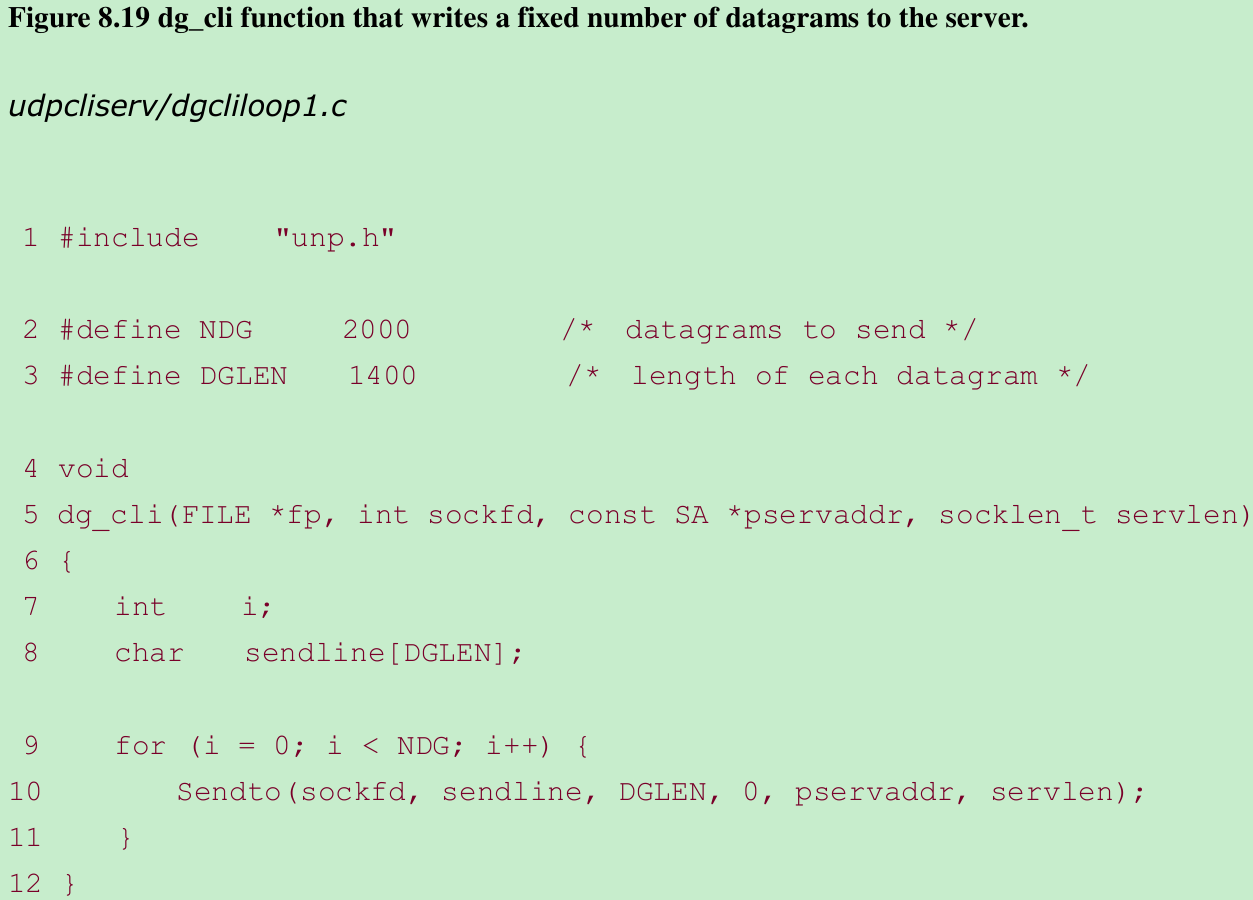 Figure 8.19 dg_cli function that writes a fixed number of datagrams to the server.
udpcliserv/dgcliloop1.c
1 #include    "unp.h"
2 #define NDG     2000        /*  datagrams to send */
3 #define DGLEN   1400        /*  length of each datagram */
4 void
5 dg_cli(FILE *fp, int sockfd, const SA *pservaddr, socklen_t servlen)
6 {
7    int    i;
8    char   sendline[DGLEN];
9    for (i = 0; i < NDG; i++) {
10       Sendto(sockfd, sendline, DGLEN, 0, pservaddr, servlen);
11    }
12 }